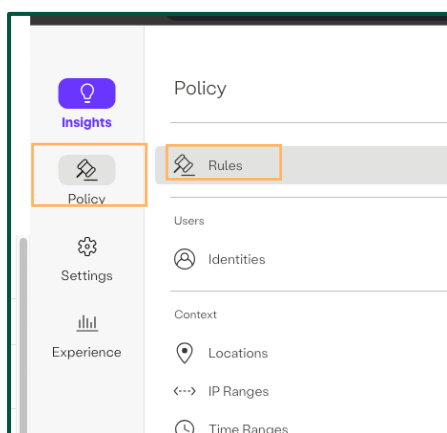 Insights
Policy
Settings
Experience
Policy
Rules
Users
Identities
Context
Locations
IP Ranges
Time Ranges